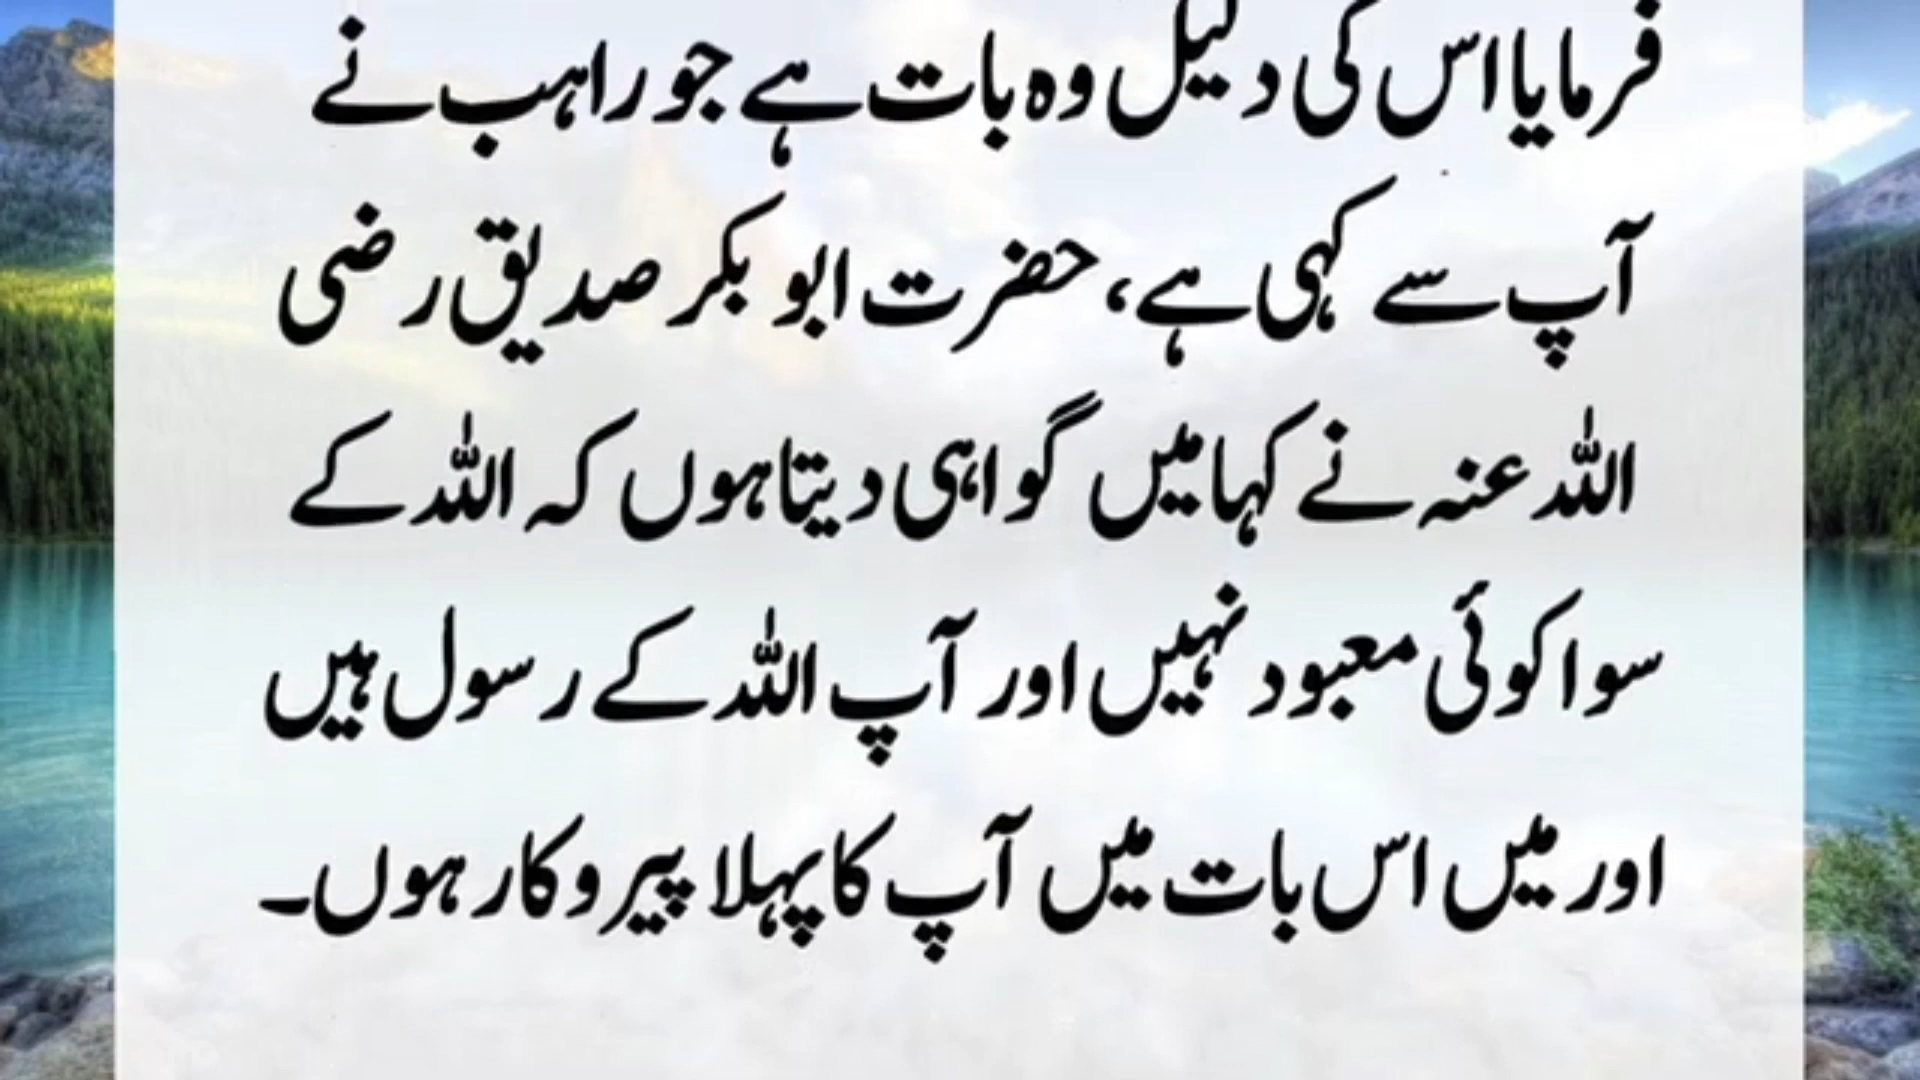 فرمایا اس کی دلیل وہ بات ہے جو راہب نے
آپ سے کہی ہے، حضرت ابو بکر صدیق رضی
اللہ عنہ نے کہا میں گواہی دیتا ہوں کہ اللہ کے
سوا کوئی معبود نہیں اور آپ اللہ کے رسول ہیں
اور میں اس بات میں آپ کا پہلا پیروکار ہوں۔